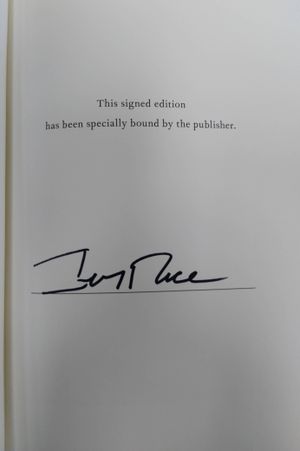 This signed edition
has been specially bound by the publisher.